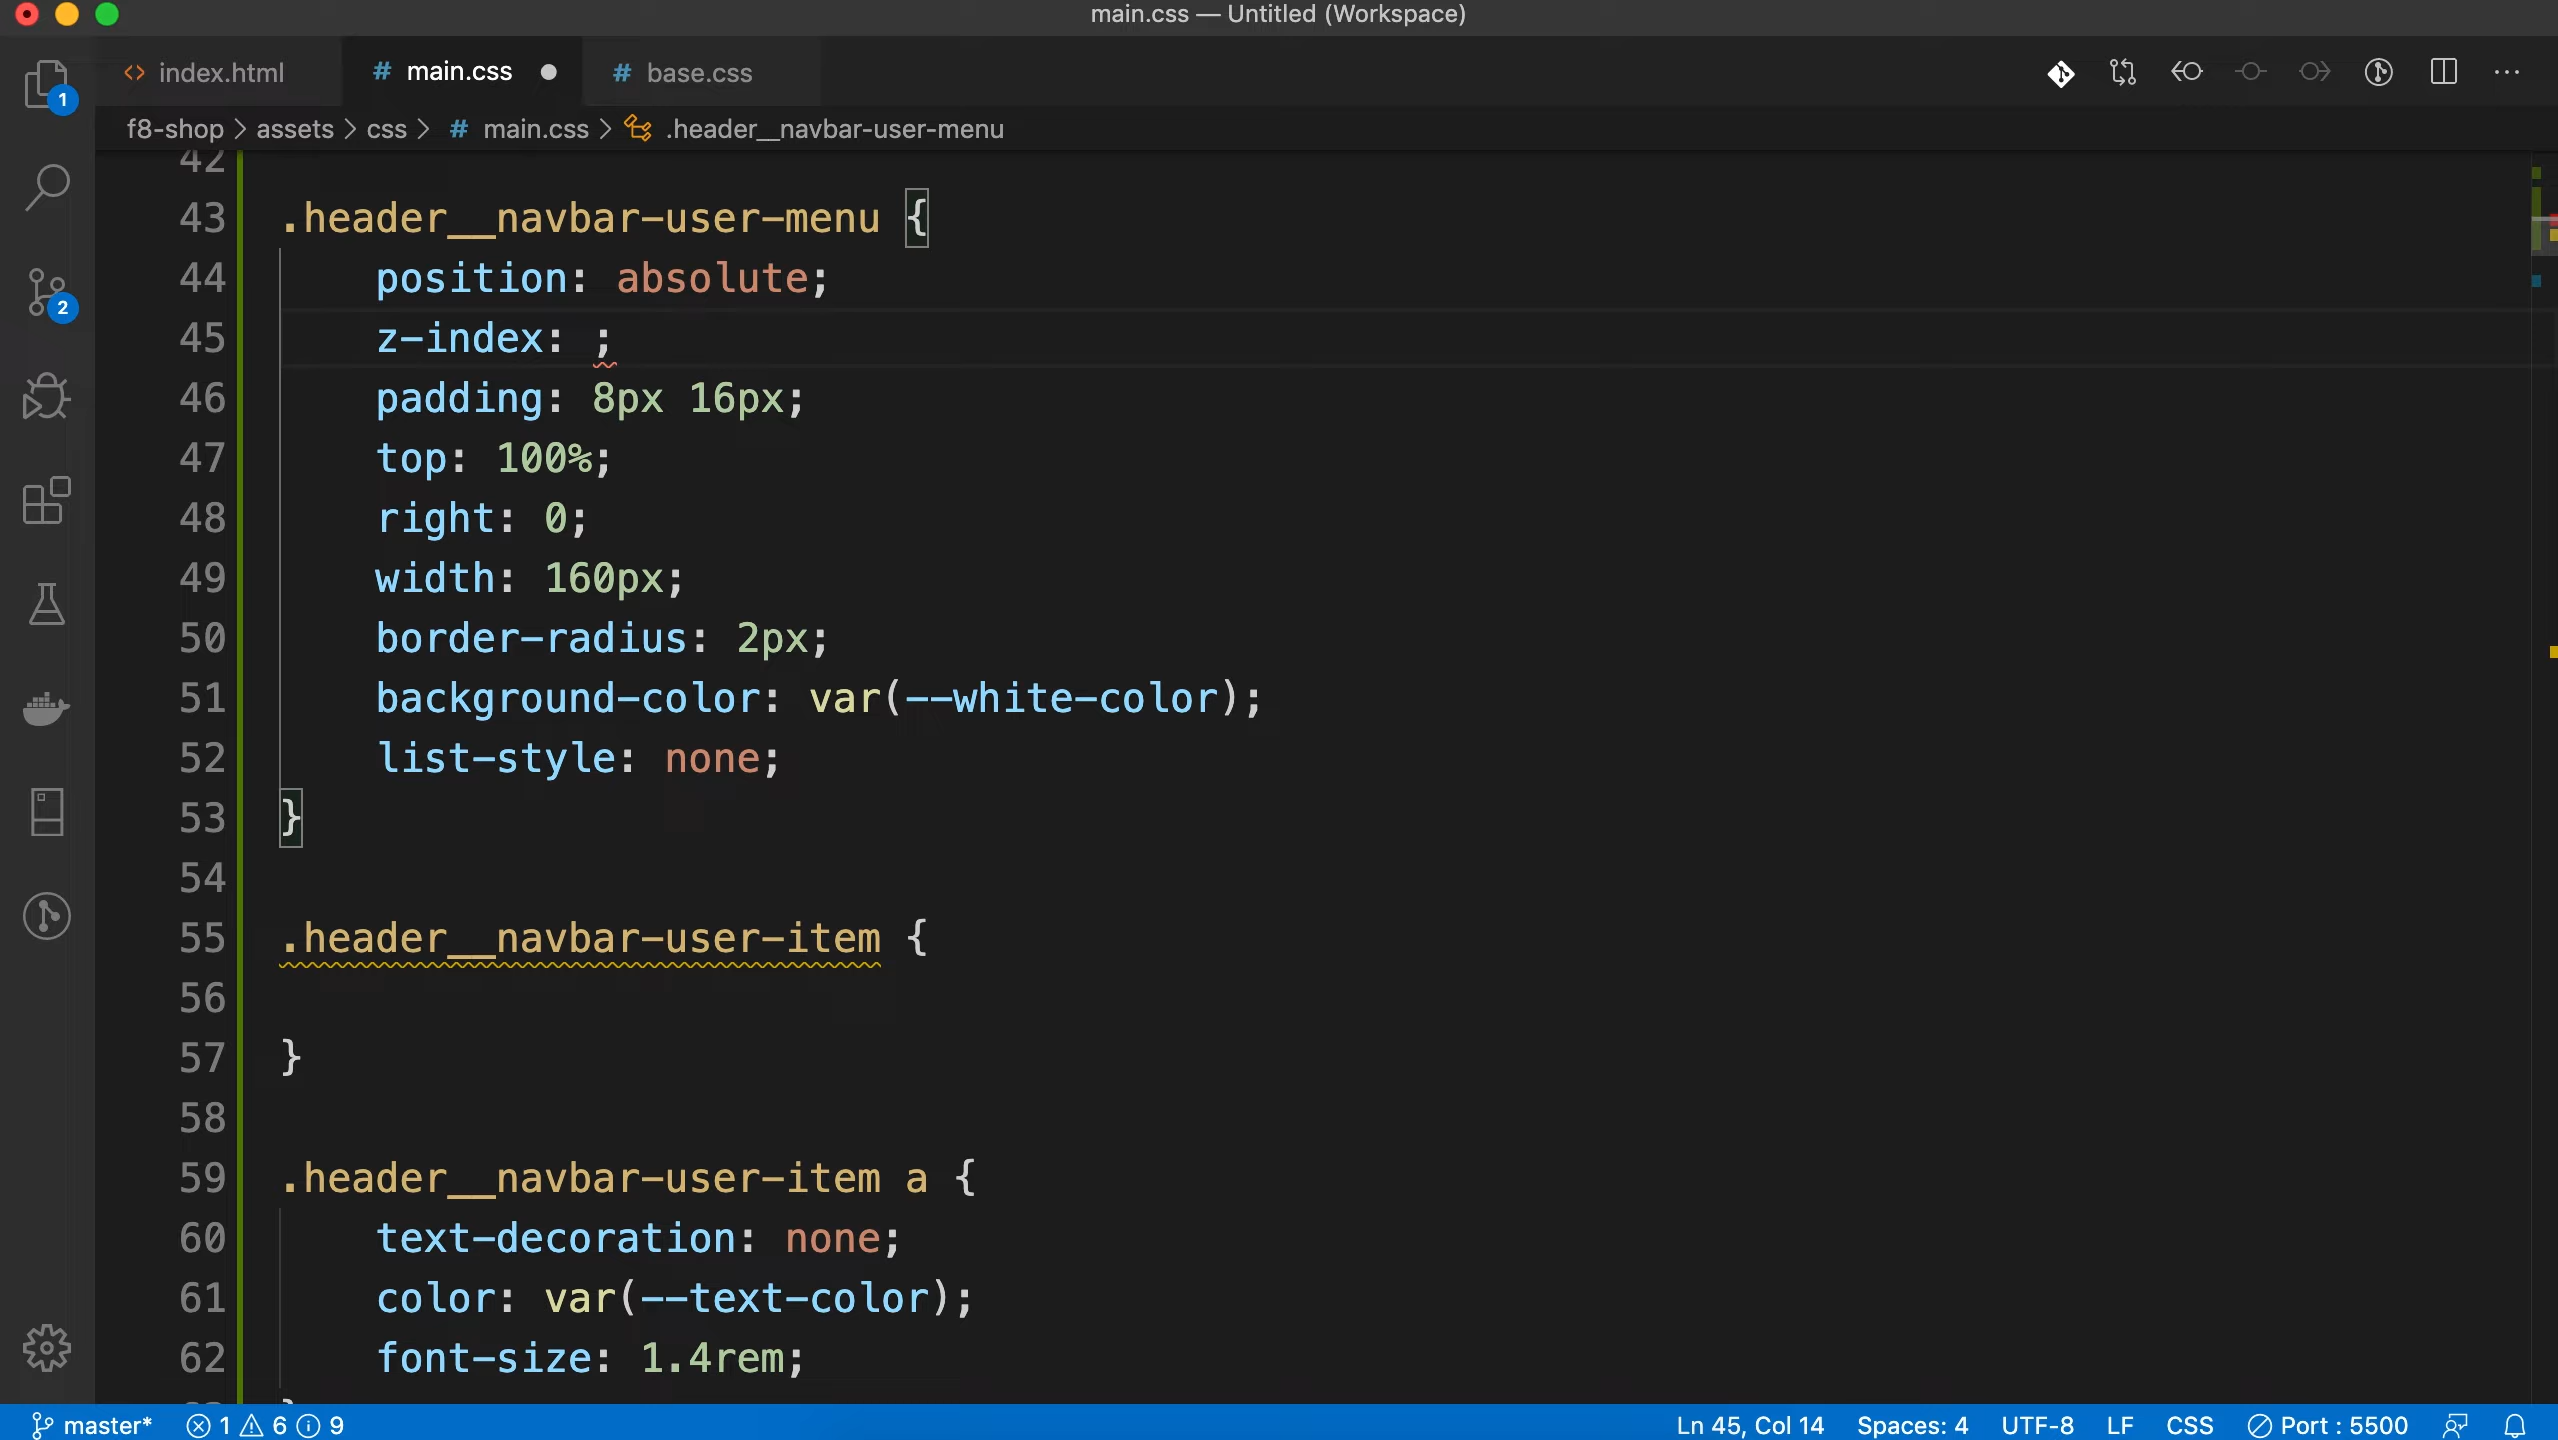 main.css — Untitled (Workspace)
<> index.html
# main.css
# base.css
1
f8-shop > assets > css > # main.css > .header__navbar-user-menu
42
43 .header__navbar-user-menu {
44 position: absolute;
45 z-index: ;
46 padding: 8px 16px;
47 top: 100%;
48 right: 0;
49 width: 160px;
50 border-radius: 2px;
51 background-color: var(--white-color);
52 list-style: none;
53 }
54
55 .header__navbar-user-item {
56
57 }
58
59 .header__navbar-user-item a {
60 text-decoration: none;
61 color: var(--text-color);
62 font-size: 1.4rem;
2
master* 1 6 9
Ln 45, Col 14 Spaces: 4 UTF-8 LF CSS Port : 5500